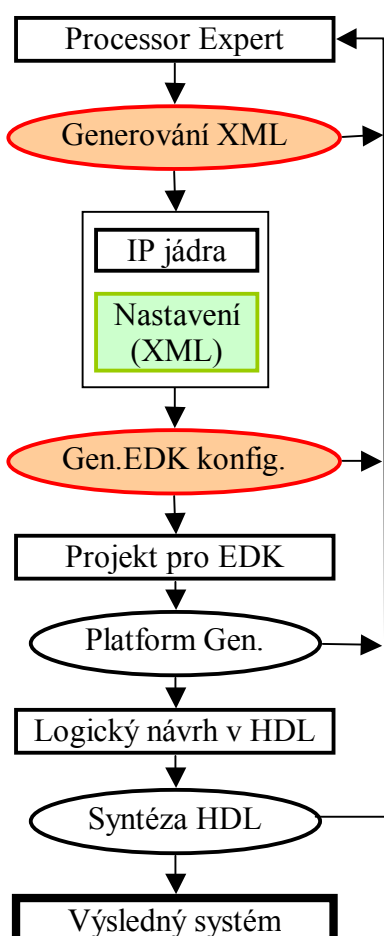 Processor Expert
Generování XML
IP jádra
Nastavení
(XML)
Gen.EDK konfig.
Projekt pro EDK
Platform Gen.
Logický návrh v HDL
Syntéza HDL
Výsledný systém